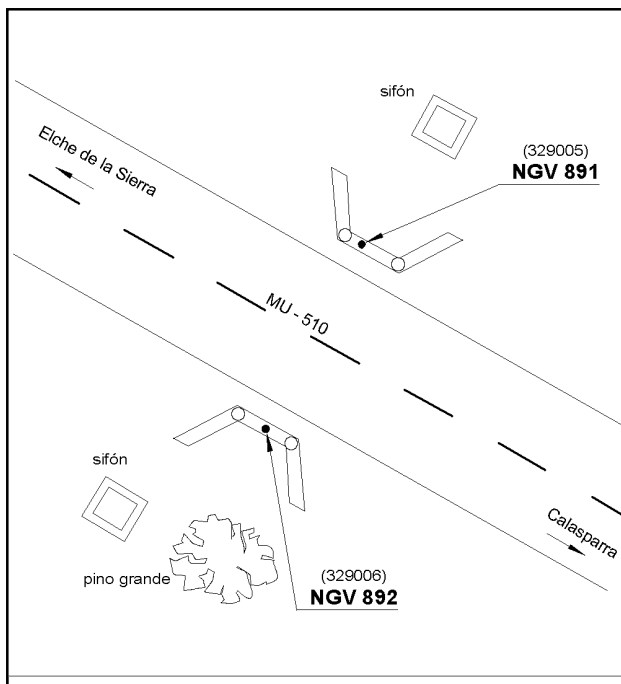 sifón
Elche de la Sierra
(329005)
NGV 891
MU - 510
sifón
Calasparra
pino grande
(329006)
NGV 892